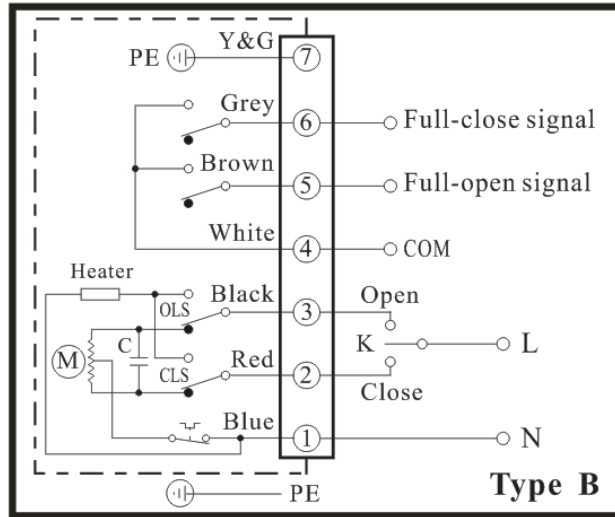 Y&G
PE 7
Grey
6 Full-close signal
Brown
5 Full-open signal
White
4 COM
Heater
OLS Black 3 Open
K L
M C
CLS Red 2 Close
Blue 1 N
PE
Type B